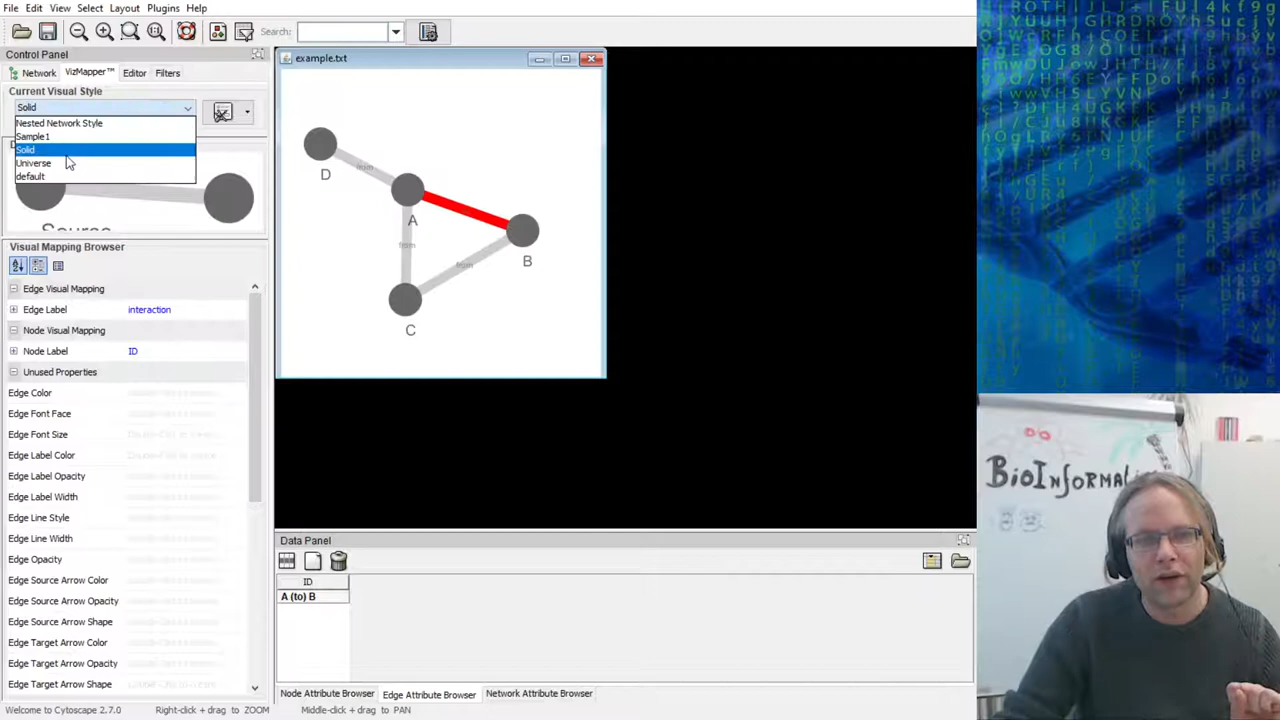 File Edit View Select Layout Plugins Help
Search:
Control Panel
Network VizMapper™ Editor Filters
Current Visual Style
Solid
Nested Network Style
Sample1
Solid
Universe
default
Source
Visual Mapping Browser
Edge Visual Mapping
Edge Label interaction
Node Visual Mapping
Node Label ID
Unused Properties
Edge Color
Edge Font Face
Edge Font Size
Edge Label Color
Edge Label Opacity
Edge Label Width
Edge Line Style
Edge Line Width
Edge Opacity
Edge Source Arrow Color
Edge Source Arrow Opacity
Edge Source Arrow Shape
Edge Target Arrow Color
Edge Target Arrow Opacity
Edge Target Arrow Shape
example.txt
D
A
B
C
Data Panel
ID
A (to) B
Node Attribute Browser Edge Attribute Browser Network Attribute Browser
Welcome to Cytoscape 2.7.0 Right-click + drag to ZOOM Middle-click + drag to PAN